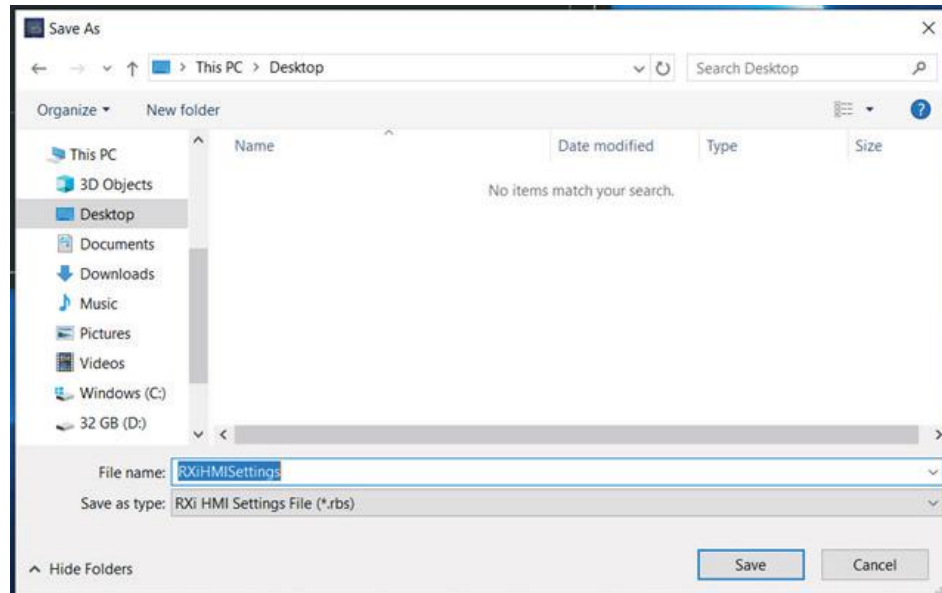 Save As
This PC > Desktop
Search Desktop
Organize
New folder
Name
Date modified
Type
Size
No items match your search.
This PC
3D Objects
Desktop
Documents
Downloads
Music
Pictures
Videos
Windows (C:)
32 GB (D:)
File name: RXiHMISettings
Save as type: RXi HMI Settings File (*.rbs)
Hide Folders
Save
Cancel